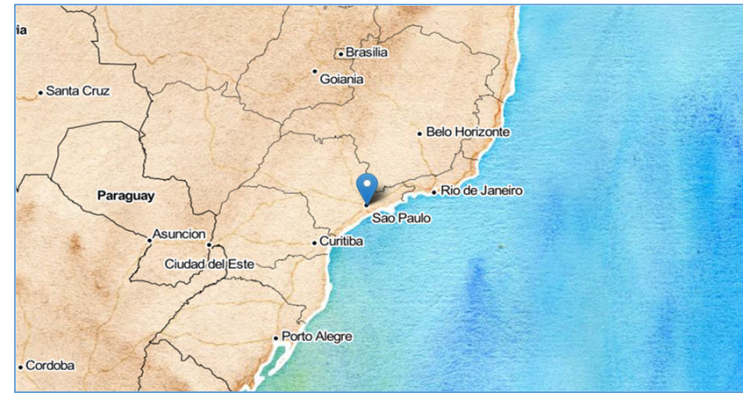 ia
Brasilia
Goiania
Santa Cruz
Belo Horizonte
Paraguay
Rio de Janeiro
Sao Paulo
Asuncion
Curitiba
Ciudad del Este
Porto Alegre
Cordoba